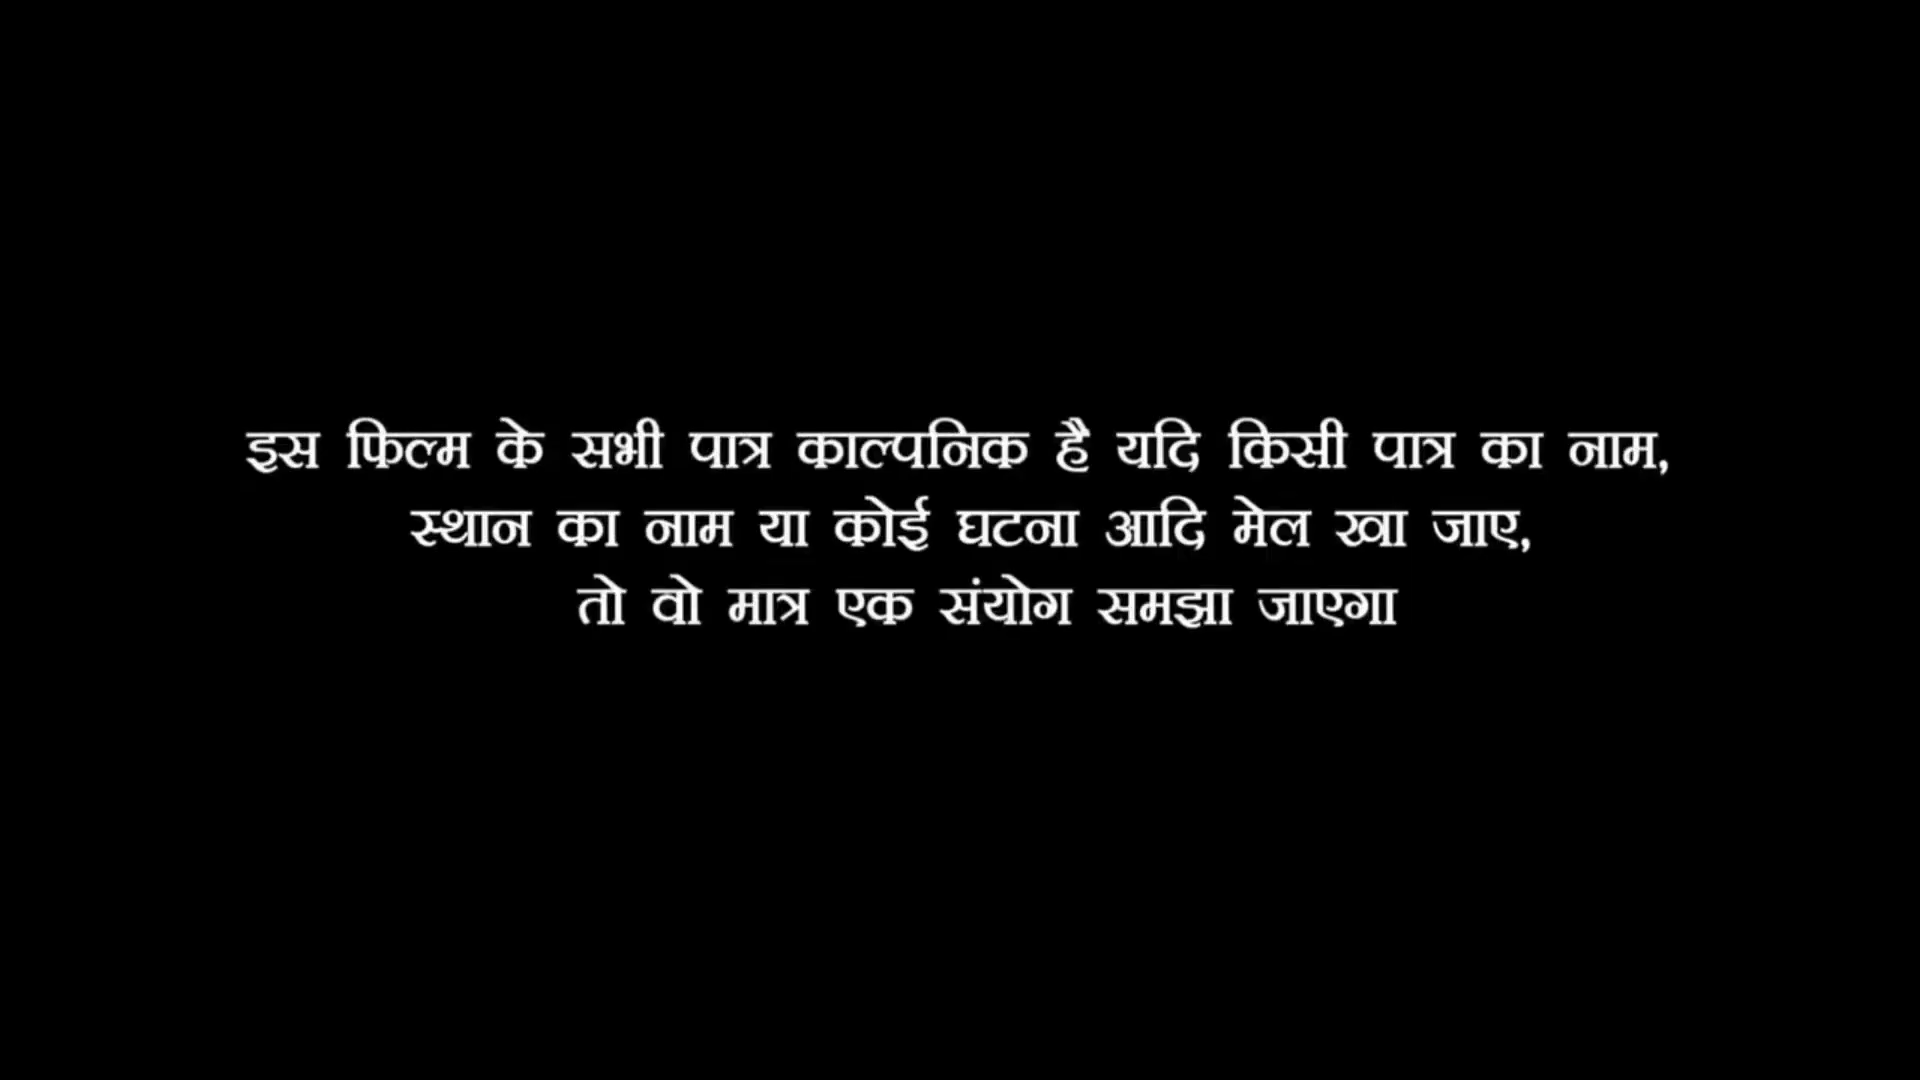 इस फिल्म के सभी पात्र काल्पनिक है यदि किसी पात्र का नाम,
स्थान का नाम या कोई घटना आदि मेल खा जाए,
तो वो मात्र एक संयोग समझा जाएगा